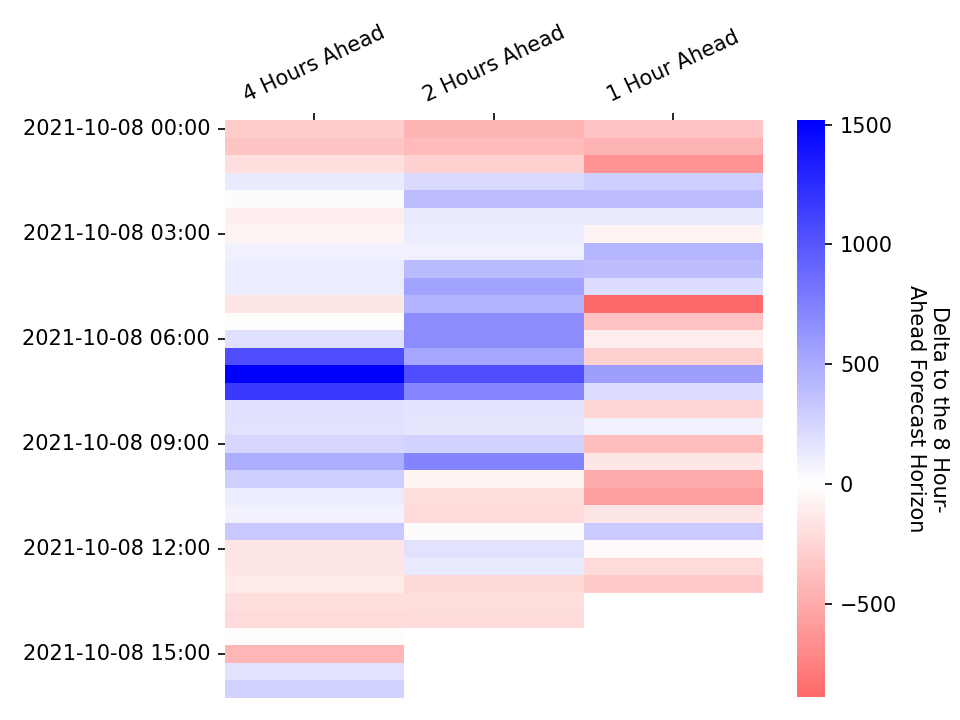 4 Hours Ahead
2 Hours Ahead
1 Hour Ahead
2021-10-08 00:00
2021-10-08 03:00
2021-10-08 06:00
2021-10-08 09:00
2021-10-08 12:00
2021-10-08 15:00
1500
1000
500
0
−500
Delta to the 8 Hour-
Ahead Forecast Horizon